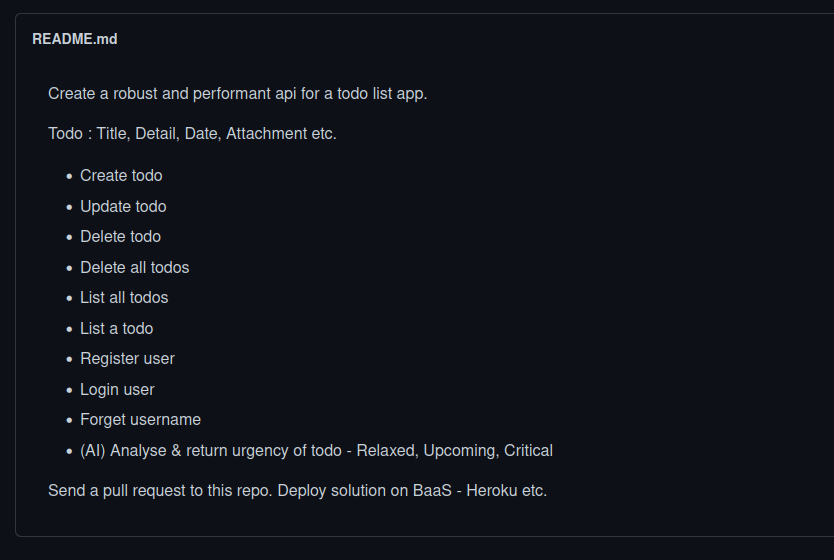 README.md
Create a robust and performant api for a todo list app.
Todo : Title, Detail, Date, Attachment etc.
• Create todo
• Update todo
• Delete todo
• Delete all todos
• List all todos
• List a todo
• Register user
• Login user
• Forget username
• (AI) Analyse & return urgency of todo - Relaxed, Upcoming, Critical
Send a pull request to this repo. Deploy solution on BaaS - Heroku etc.